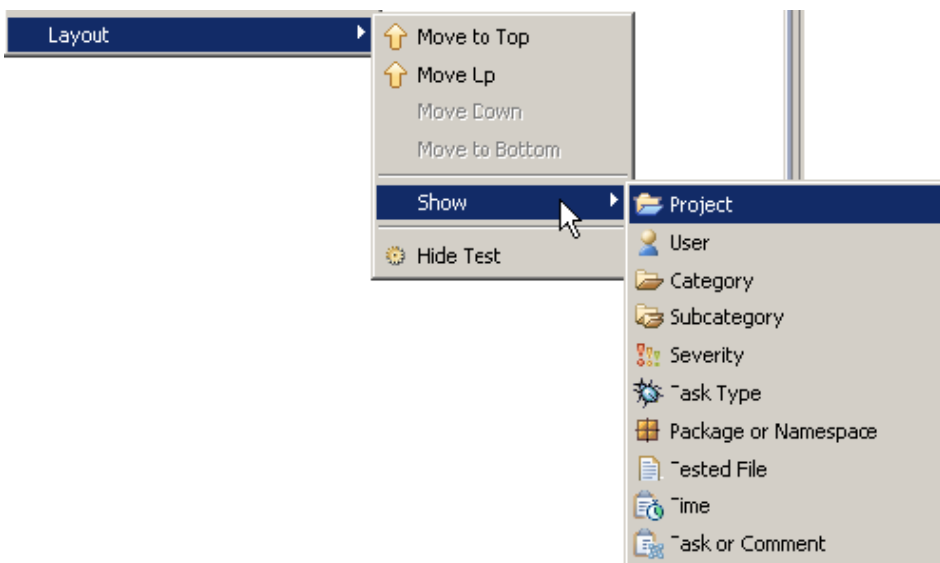 Layout
Move to Top
Move Up
Move Down
Move to Bottom
Show
Hide Test
Project
User
Category
Subcategory
Severity
Task Type
Package or Namespace
Tested File
Time
Task or Comment